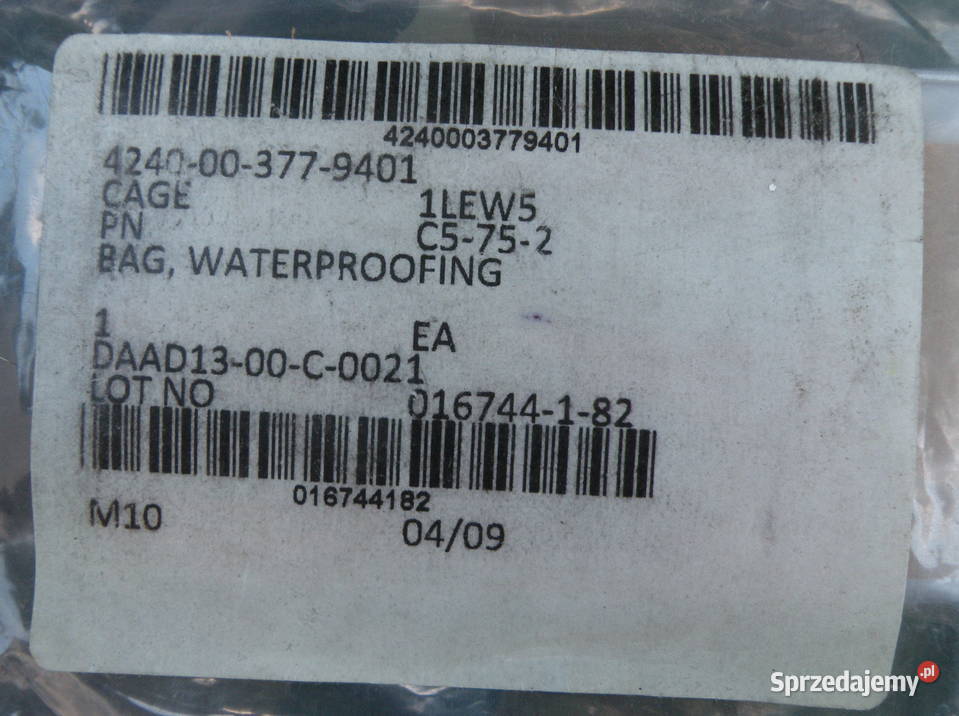 4240003779401
4240-00-377-9401
CAGE 1LEW5
PN C5-75-2
BAG, WATERPROOFING
1 EA
DAAD13-00-C-0021
LOT NO 016744-1-82
016744182
M10 04/09
Sprzedajemy.pl